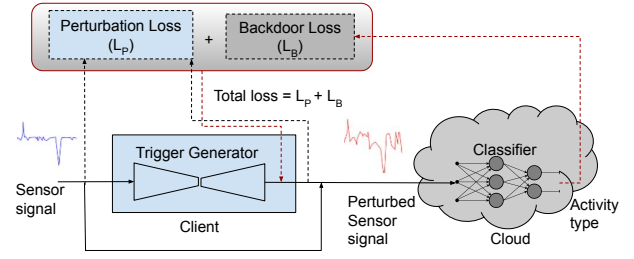 Perturbation Loss
(L_P)
+
Backdoor Loss
(L_B)
Total loss = L_P + L_B
Trigger Generator
Classifier
Sensor
signal
Client
Perturbed
Sensor
signal
Cloud
Activity
type